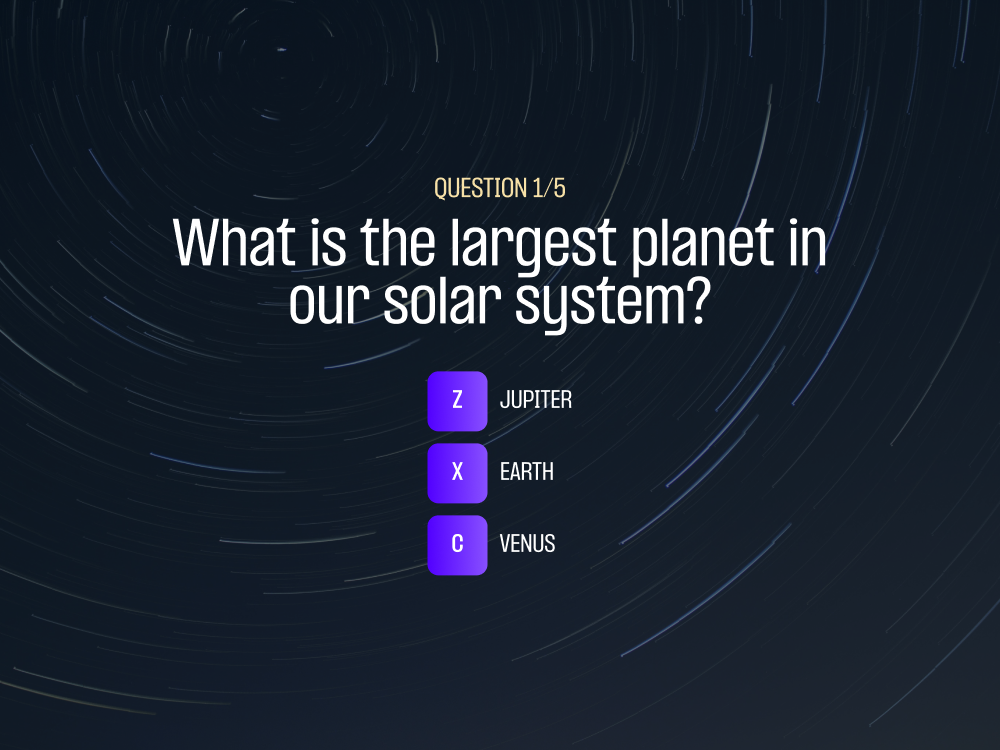 QUESTION 1/5
What is the largest planet in
our solar system?
Z JUPITER
X EARTH
C VENUS